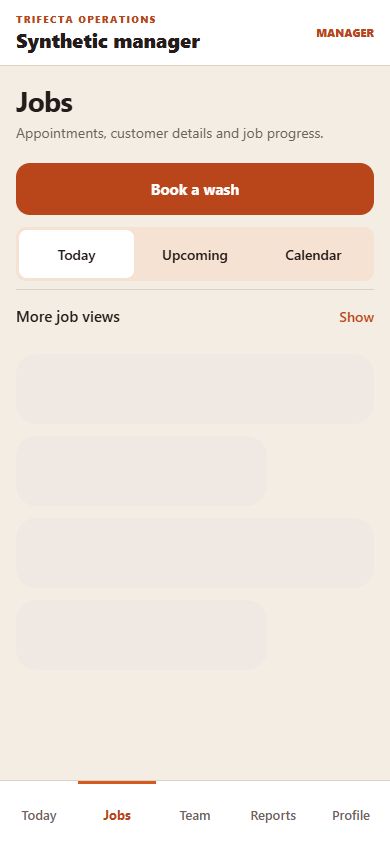 TRIFECTA OPERATIONS
Synthetic manager
MANAGER
Jobs
Appointments, customer details and job progress.
Book a wash
Today Upcoming Calendar
More job views Show
Today Jobs Team Reports Profile